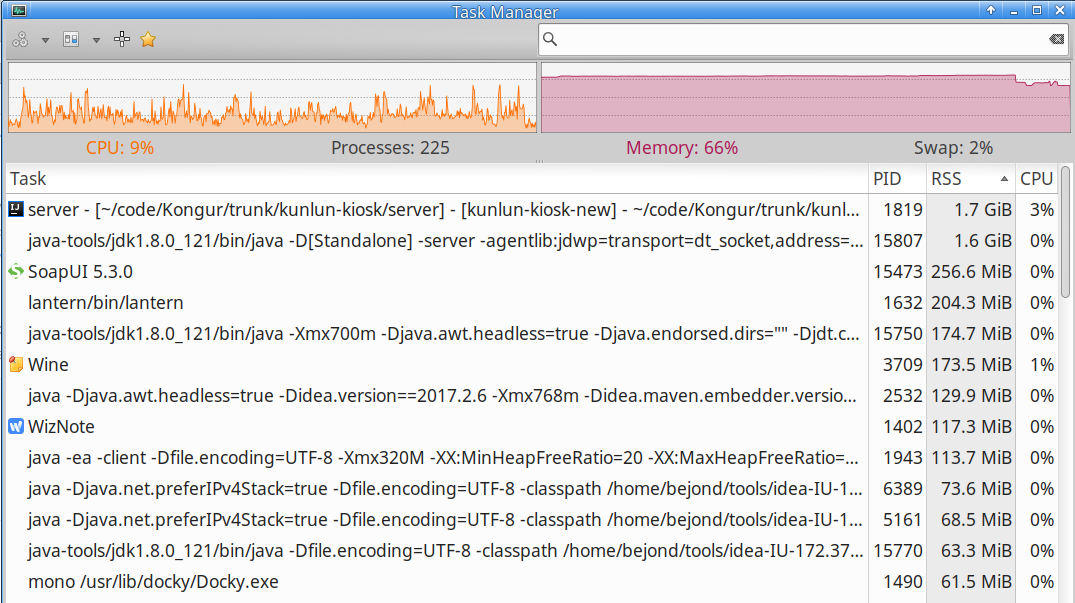 Task Manager
CPU: 9% Processes: 225 Memory: 66% Swap: 2%
Task PID RSS CPU
server - [~/code/Kongur/trunk/kunlun-kiosk/server] - [kunlun-kiosk-new] - ~/code/Kongur/trunk/kunl... 1819 1.7 GiB 3%
java-tools/jdk1.8.0_121/bin/java -D[Standalone] -server -agentlib:jdwp=transport=dt_socket,address=... 15807 1.6 GiB 0%
SoapUI 5.3.0 15473 256.6 MiB 0%
lantern/bin/lantern 1632 204.3 MiB 0%
java-tools/jdk1.8.0_121/bin/java -Xmx700m -Djava.awt.headless=true -Djava.endorsed.dirs="" -Djdt.c... 15750 174.7 MiB 0%
Wine 3709 173.5 MiB 1%
java -Djava.awt.headless=true -Didea.version==2017.2.6 -Xmx768m -Didea.maven.embedder.versio... 2532 129.9 MiB 0%
WizNote 1402 117.3 MiB 0%
java -ea -client -Dfile.encoding=UTF-8 -Xmx320M -XX:MinHeapFreeRatio=20 -XX:MaxHeapFreeRatio=... 1943 113.7 MiB 0%
java -Djava.net.preferIPv4Stack=true -Dfile.encoding=UTF-8 -classpath /home/bejond/tools/idea-IU-1... 6389 73.6 MiB 0%
java -Djava.net.preferIPv4Stack=true -Dfile.encoding=UTF-8 -classpath /home/bejond/tools/idea-IU-1... 5161 68.5 MiB 0%
java-tools/jdk1.8.0_121/bin/java -Dfile.encoding=UTF-8 -classpath /home/bejond/tools/idea-IU-172.37... 15770 63.3 MiB 0%
mono /usr/lib/docky/Docky.exe 1490 61.5 MiB 0%